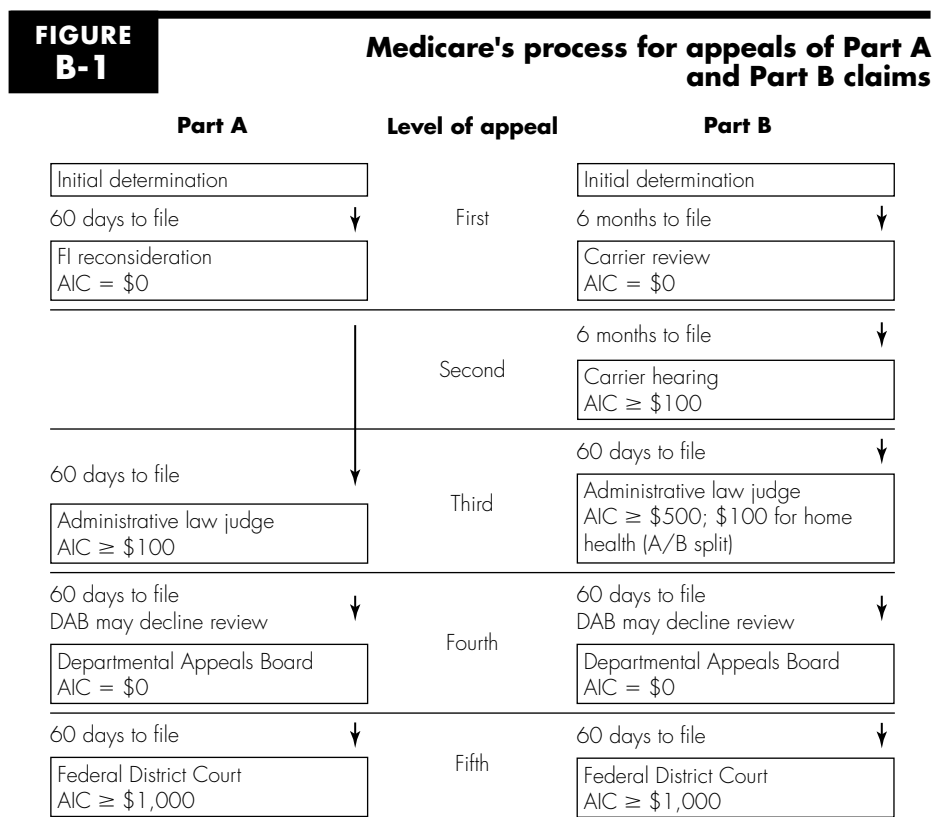 FIGURE
B-1
Medicare's process for appeals of Part A
and Part B claims
Part A
Level of appeal
Part B
Initial determination
60 days to file
FI reconsideration
AIC = $0
First
Initial determination
6 months to file
Carrier review
AIC = $0
Second
6 months to file
Carrier hearing
AIC ≥ $100
60 days to file
Administrative law judge
AIC ≥ $100
Third
60 days to file
Administrative law judge
AIC ≥ $500; $100 for home
health (A/B split)
60 days to file
DAB may decline review
Departmental Appeals Board
AIC = $0
Fourth
60 days to file
DAB may decline review
Departmental Appeals Board
AIC = $0
60 days to file
Federal District Court
AIC ≥ $1,000
Fifth
60 days to file
Federal District Court
AIC ≥ $1,000